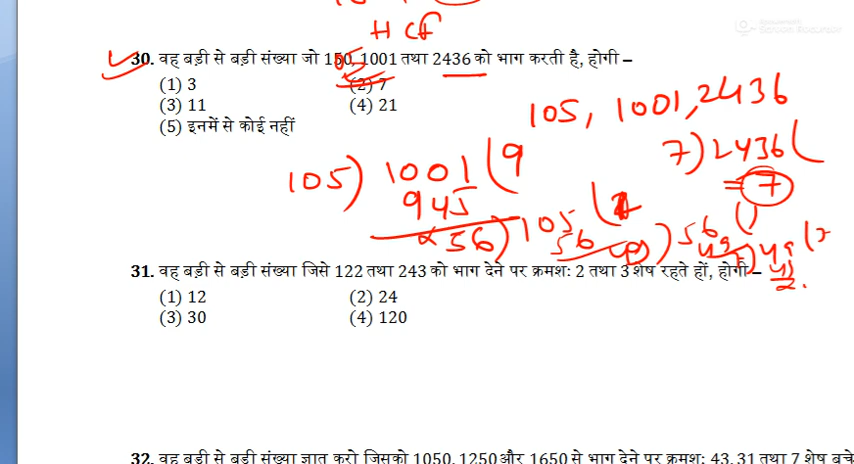 H Cf
30. वह बड़ी से बड़ी संख्या जो 150, 1001 तथा 2436 को भाग करती है, होगी –
(1) 3
(2) 7
(3) 11
(4) 21
(5) इनमें से कोई नहीं
105, 1001, 2436
7) 2436 (
= 7
105) 1001 ( 9
945
56) 105 (
56
49) 56 (
49
7) 49 (
31. वह बड़ी से बड़ी संख्या जिसे 122 तथा 243 को भाग देने पर क्रमशः 2 तथा 3 शेष रहते हों, होगी –
(1) 12
(2) 24
(3) 30
(4) 120
32. वह बड़ी से बड़ी संख्या ज्ञात करो जिसको 1050, 1250 और 1650 से भाग देने पर क्रमशः 43, 31 तथा 7 शेष बचे